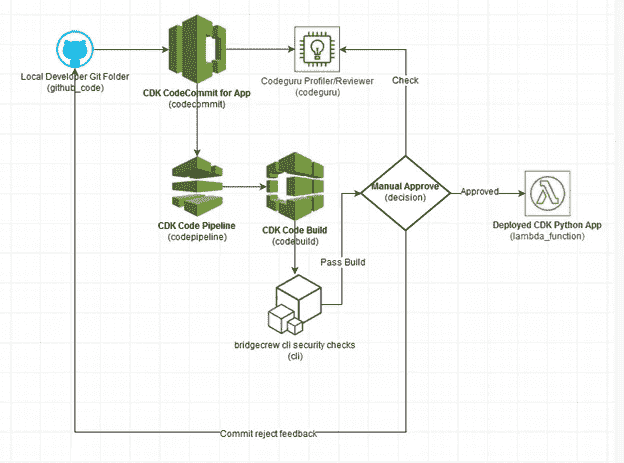 Local Developer Git Folder
(github_code)
CDK CodeCommit for App
(codecommit)
Codeguru Profiler/Reviewer
(codeguru)
Check
CDK Code Pipeline
(codepipeline)
CDK Code Build
(codebuild)
Manual Approve
(decision)
Approved
Deployed CDK Python App
(lambda_function)
Pass Build
bridgecrew cli security checks
(cli)
Commit reject feedback